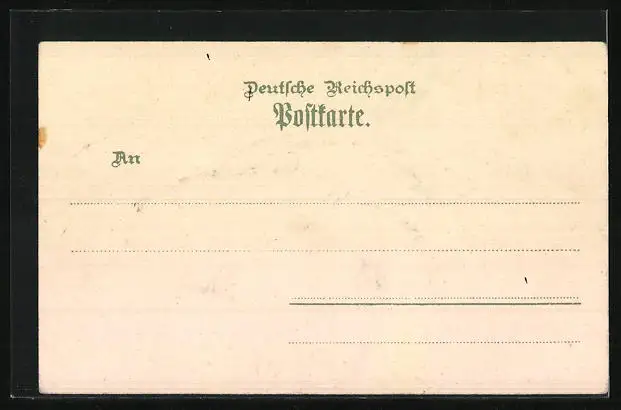 Deutsche Reichspost
Postkarte.
An